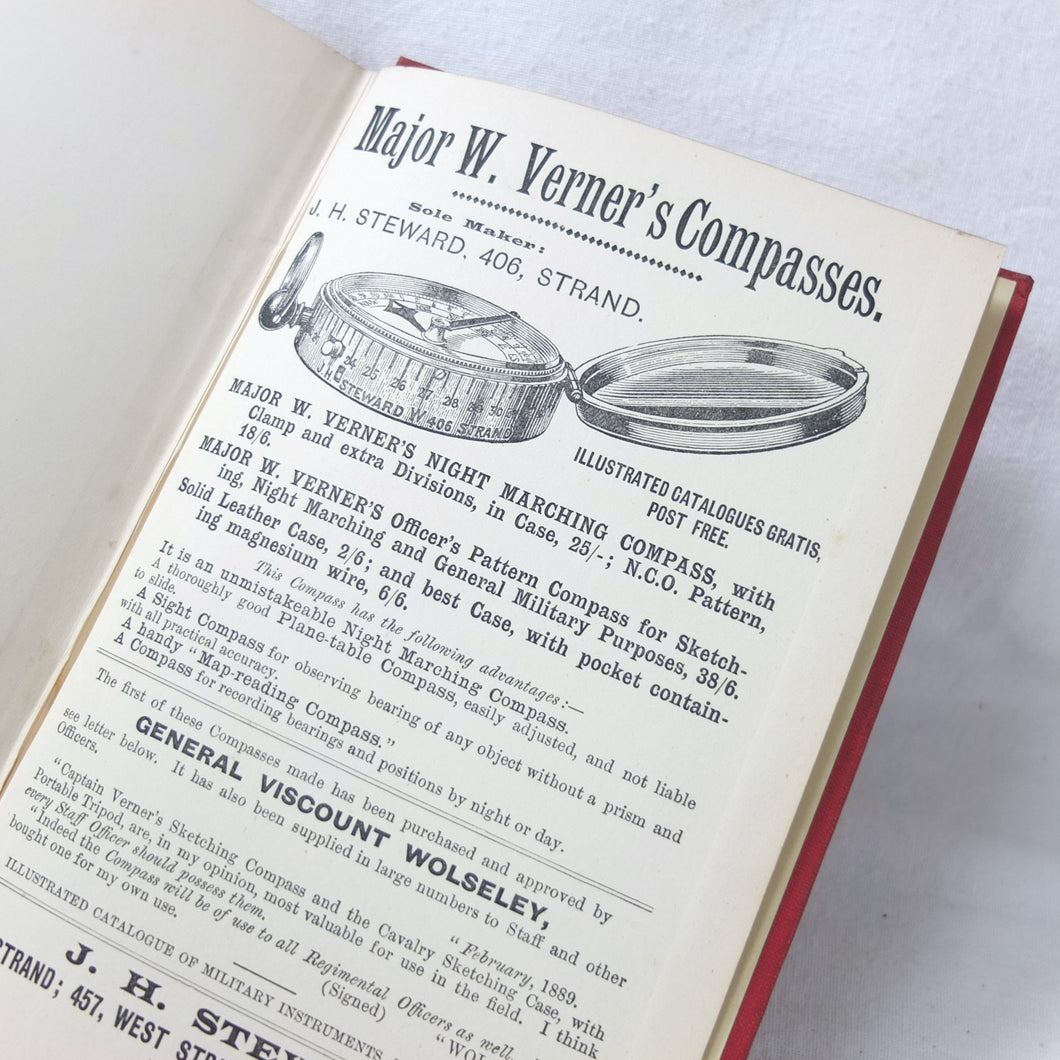 Major W. Verner's Compasses.
Sole Maker:
J. H. STEWARD, 406, STRAND.
24 25 26 27 28 29 30
J. H. STEWARD 406 STRAND
ILLUSTRATED CATALOGUES GRATIS,
POST FREE.
MAJOR W. VERNER'S NIGHT MARCHING COMPASS, with
Clamp and extra Divisions, in Case, 25/-; N.C.O. Pattern,
18/6.
MAJOR W. VERNER'S Officer's Pattern Compass for Sketch-
ing, Night Marching and General Military Purposes, 38/6.
Solid Leather Case, 2/6; and best Case, with pocket contain-
ing magnesium wire, 6/6.
This Compass has the following advantages:—
It is an unmistakeable Night Marching Compass.
A thoroughly good Plane-table Compass, easily adjusted, and not liable
to slide.
A Sight Compass for observing bearing of any object without a prism and
with all practical accuracy.
A handy "Map-reading Compass."
A Compass for recording bearings and positions by night or day.
The first of these Compasses made has been purchased and approved by
GENERAL VISCOUNT WOLSELEY,
see letter below. It has also been supplied in large numbers to Staff and other
Officers.
"February, 1889.
"Captain Verner's Sketching Compass and the Cavalry Sketching Case, with
Portable Tripod, are, in my opinion, most valuable for use in the field. I think
every Staff Officer should possess them.
"Indeed the Compass will be of use to all Regimental Officers as well.
bought one for my own use.
(Signed) "WOL
ILLUSTRATED CATALOGUE OF MILITARY INSTRUMENTS
J. H. STEW
STRAND; 457, WEST STR